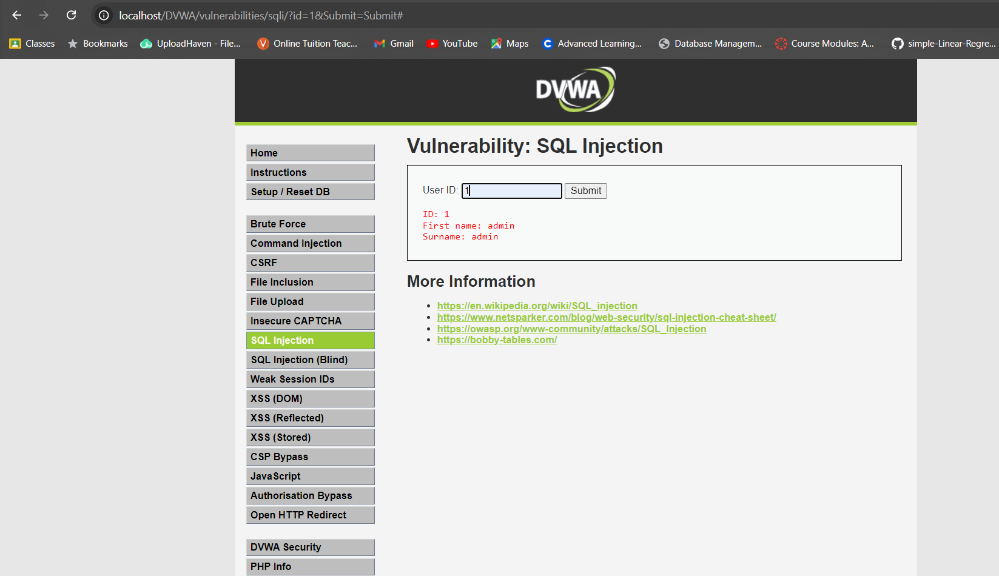 localhost/DVWA/vulnerabilities/sqli/?id=1&Submit=Submit#
Classes Bookmarks UploadHaven - File... Online Tuition Teac... Gmail YouTube Maps Advanced Learning... Database Managem... Course Modules: A... simple-Linear-Regre...
DVWA
Home
Instructions
Setup / Reset DB
Brute Force
Command Injection
CSRF
File Inclusion
File Upload
Insecure CAPTCHA
SQL Injection
SQL Injection (Blind)
Weak Session IDs
XSS (DOM)
XSS (Reflected)
XSS (Stored)
CSP Bypass
JavaScript
Authorisation Bypass
Open HTTP Redirect
DVWA Security
PHP Info
Vulnerability: SQL Injection
User ID: 1 Submit
ID: 1
First name: admin
Surname: admin
More Information
https://en.wikipedia.org/wiki/SQL_injection
https://www.netsparker.com/blog/web-security/sql-injection-cheat-sheet/
https://owasp.org/www-community/attacks/SQL_Injection
https://bobby-tables.com/